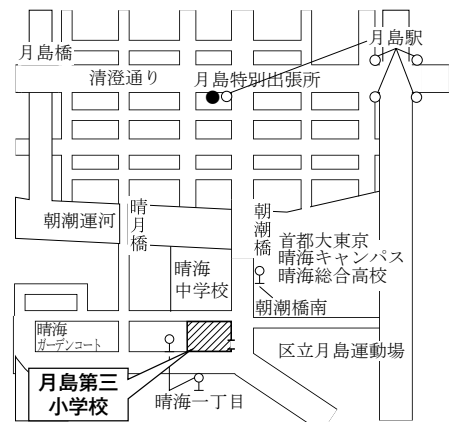 月島橋
月島駅
清澄通り
月島特別出張所
朝潮運河
晴月橋
朝潮橋
首都大東京
晴海キャンパス
晴海総合高校
晴海
中学校
朝潮橋南
晴海
ガーデンコート
区立月島運動場
月島第三
小学校
晴海一丁目